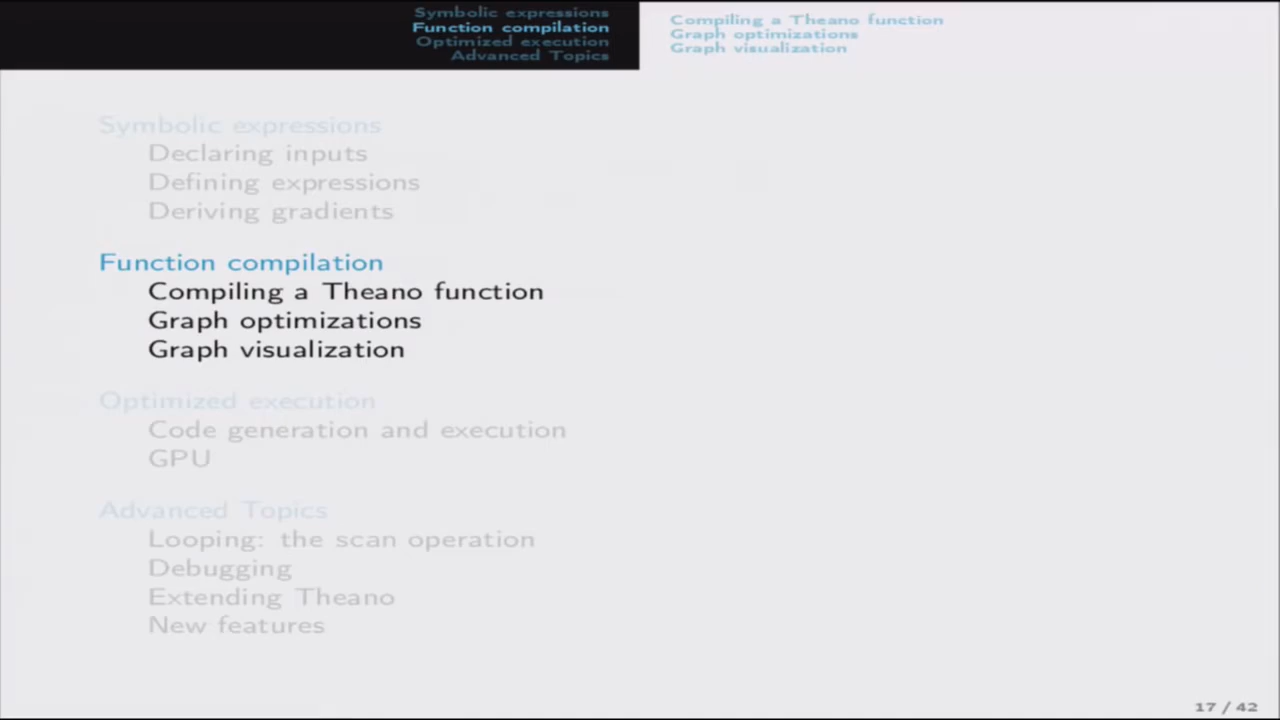 Symbolic expressions
Function compilation
Optimized execution
Advanced Topics
Compiling a Theano function
Graph optimizations
Graph visualization
Symbolic expressions
Declaring inputs
Defining expressions
Deriving gradients
Function compilation
Compiling a Theano function
Graph optimizations
Graph visualization
Optimized execution
Code generation and execution
GPU
Advanced Topics
Looping: the scan operation
Debugging
Extending Theano
New features
17 / 42